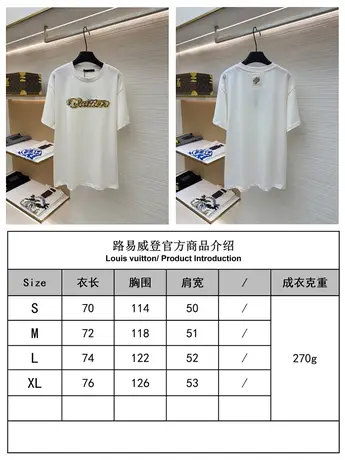 Vuitton
路易威登官方商品介绍
Louis vuitton/ Product Introduction
Size 衣长 胸围 肩宽 / 成衣克重
S 70 114 50 /
M 72 118 51 /
L 74 122 52 / 270g
XL 76 126 53 /